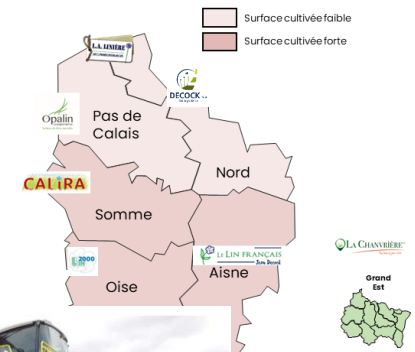 Surface cultivée faible
Surface cultivée forte
L.A. LINIÈRE
DECOCK
Opalin
Pas de
Calais
Nord
CALIRA
Somme
LA CHANVRIÈRE
2000
LE LIN FRANÇAIS
Aisne
Oise
Grand
Est